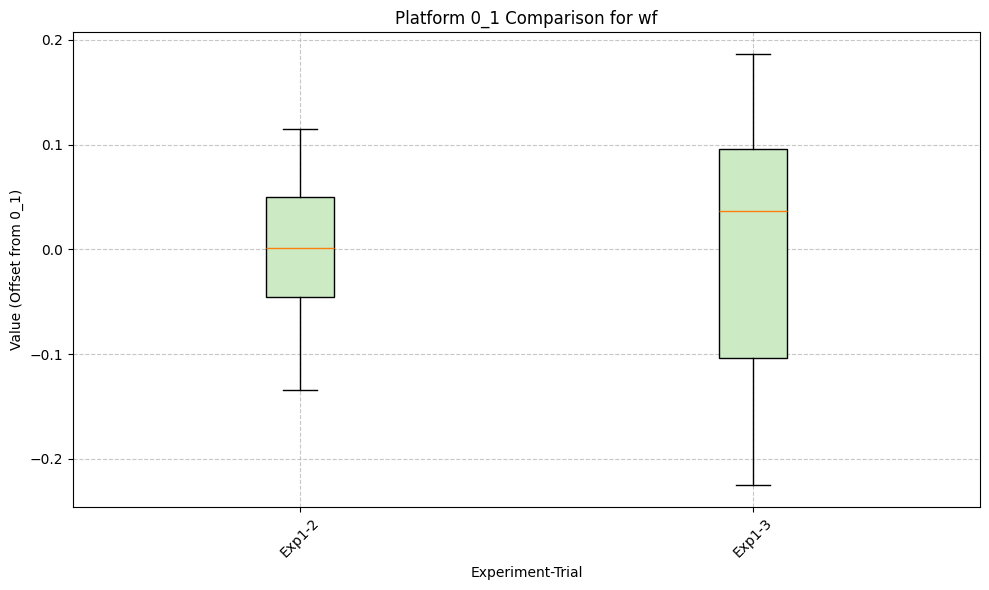 Platform 0_1 Comparison for wf
Value (Offset from 0_1)
0.2
0.1
0.0
−0.1
−0.2
Exp1-2
Exp1-3
Experiment-Trial